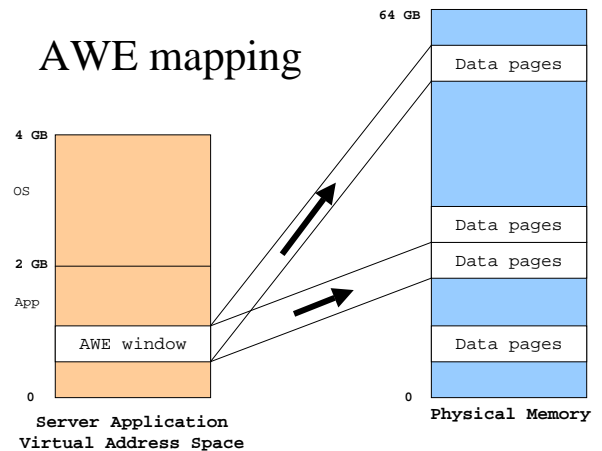 AWE mapping
4 GB
OS
2 GB
App
AWE window
0
Server Application
Virtual Address Space
64 GB
Data pages
Data pages
Data pages
Data pages
0
Physical Memory